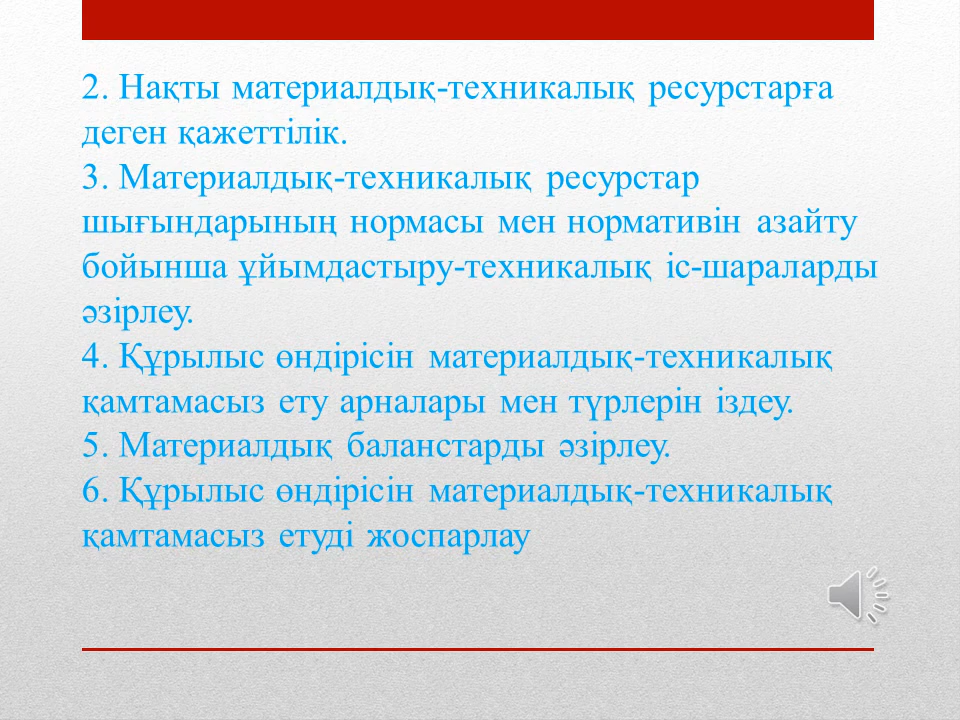 2. Нақты материалдық-техникалық ресурстарға
деген қажеттілік.
3. Материалдық-техникалық ресурстар
шығындарының нормасы мен нормативін азайту
бойынша ұйымдастыру-техникалық іс-шараларды
әзірлеу.
4. Құрылыс өндірісін материалдық-техникалық
қамтамасыз ету арналары мен түрлерін іздеу.
5. Материалдық баланстарды әзірлеу.
6. Құрылыс өндірісін материалдық-техникалық
қамтамасыз етуді жоспарлау